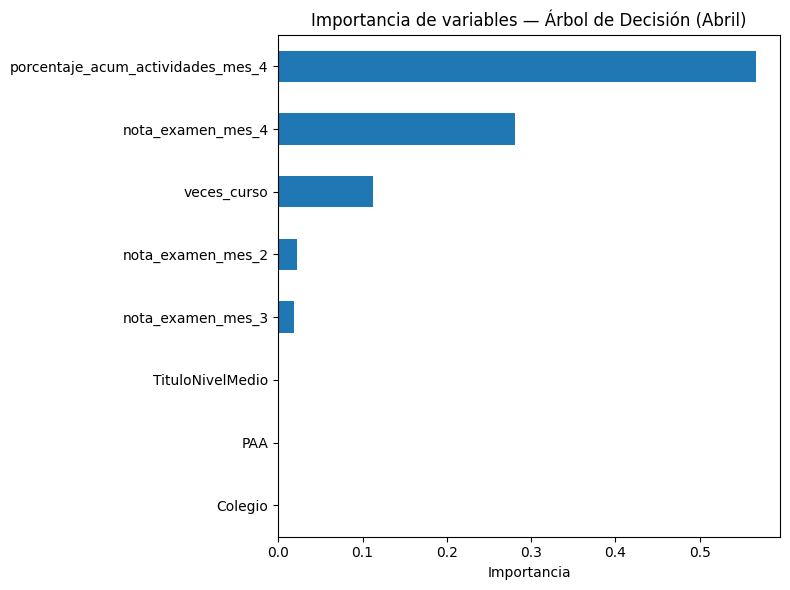 Importancia de variables — Árbol de Decisión (Abril)
porcentaje_acum_actividades_mes_4
nota_examen_mes_4
veces_curso
nota_examen_mes_2
nota_examen_mes_3
TituloNivelMedio
PAA
Colegio
0.0 0.1 0.2 0.3 0.4 0.5
Importancia